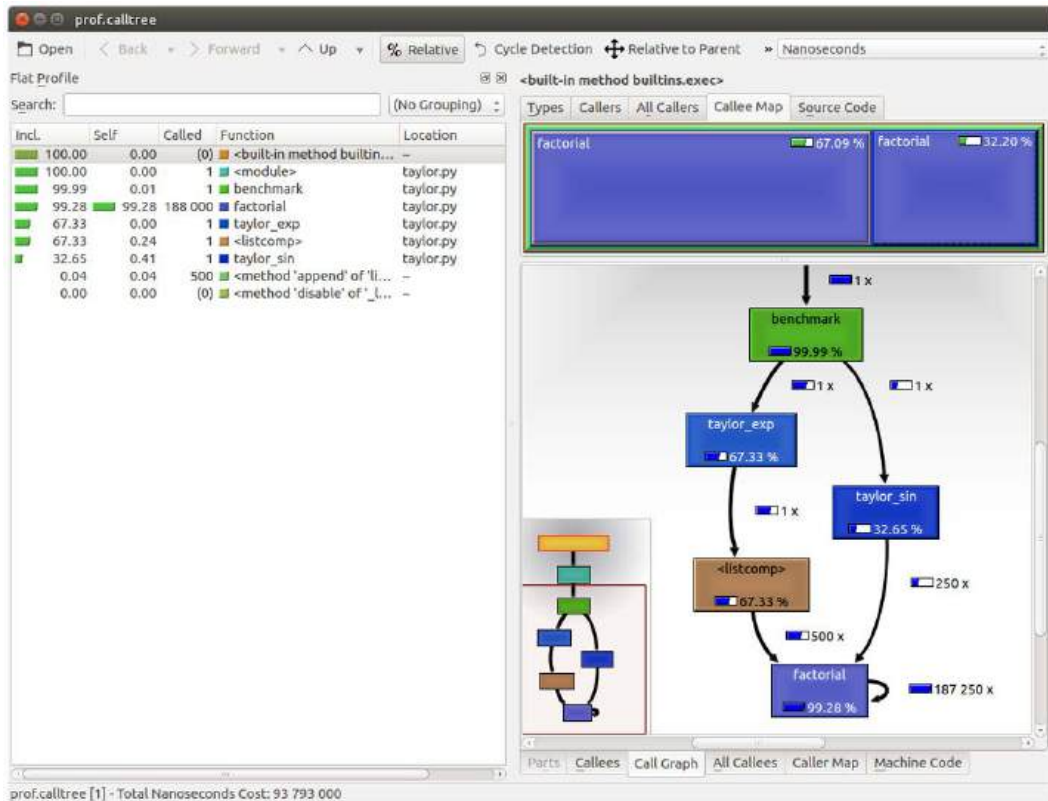 prof.calltree
Open Back Forward Up % Relative Cycle Detection Relative to Parent » Nanoseconds
Flat Profile
<built-in method builtins.exec>
Search: (No Grouping)
Types Callers All Callers Callee Map Source Code
Incl. Self Called Function Location
100.00 0.00 (0) <built-in method builtin... –
100.00 0.00 1 <module> taylor.py
99.99 0.01 1 benchmark taylor.py
99.28 99.28 188 000 factorial taylor.py
67.33 0.00 1 taylor_exp taylor.py
67.33 0.24 1 <listcomp> taylor.py
32.65 0.41 1 taylor_sin taylor.py
0.04 0.04 500 <method 'append' of 'li... –
0.00 0.00 (0) <method 'disable' of '_l... –
factorial 67.09 % factorial 32.20 %
1 x
benchmark
99.99 %
1 x 1 x
taylor_exp
67.33 %
taylor_sin
32.65 %
1 x
<listcomp>
67.33 %
250 x
500 x
factorial
99.28 %
187 250 x
Parts Callees Call Graph All Callees Caller Map Machine Code
prof.calltree [1] - Total Nanoseconds Cost: 93 793 000